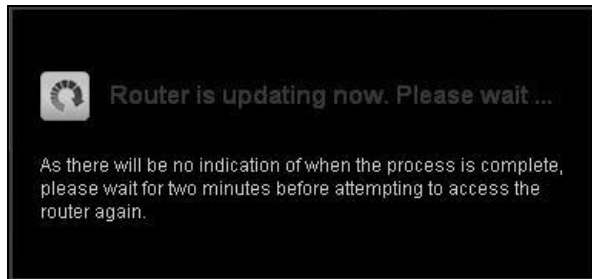 Router is updating now. Please wait ...
As there will be no indication of when the process is complete,
please wait for two minutes before attempting to access the
router again.